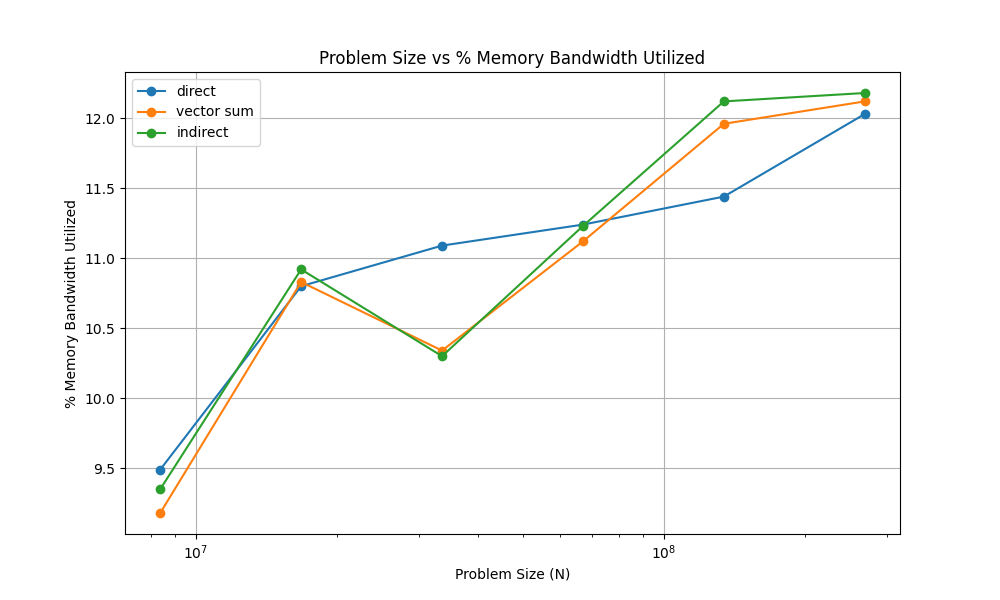 Problem Size vs % Memory Bandwidth Utilized
direct
vector sum
indirect
% Memory Bandwidth Utilized
12.0
11.5
11.0
10.5
10.0
9.5
10⁷
10⁸
Problem Size (N)